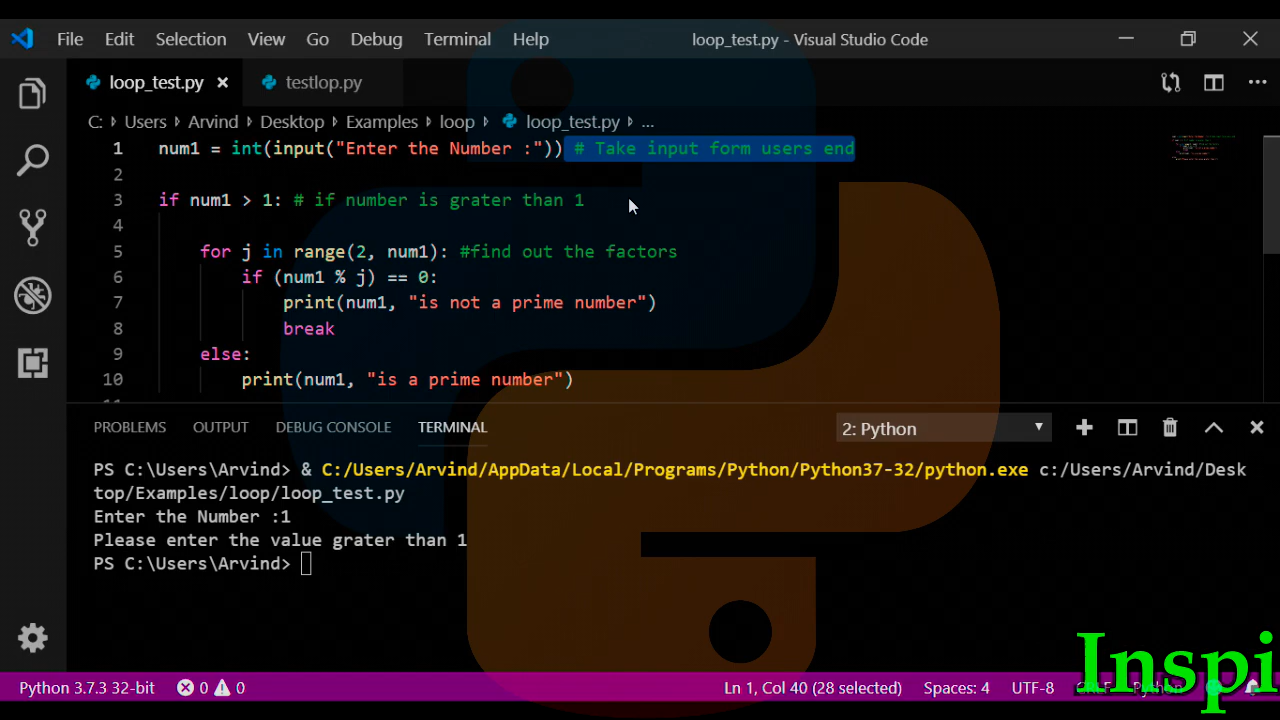 File Edit Selection View Go Debug Terminal Help loop_test.py - Visual Studio Code
loop_test.py testlop.py
C: Users Arvind Desktop Examples loop loop_test.py ...
1 num1 = int(input("Enter the Number :")) # Take input form users end
2
3 if num1 > 1: # if number is grater than 1
4
5 for j in range(2, num1): #find out the factors
6 if (num1 % j) == 0:
7 print(num1, "is not a prime number")
8 break
9 else:
10 print(num1, "is a prime number")
PROBLEMS OUTPUT DEBUG CONSOLE TERMINAL 2: Python
PS C:\Users\Arvind> & C:/Users/Arvind/AppData/Local/Programs/Python/Python37-32/python.exe c:/Users/Arvind/Desk
top/Examples/loop/loop_test.py
Enter the Number :1
Please enter the value grater than 1
PS C:\Users\Arvind>
Inspi
Python 3.7.3 32-bit 0 0 Ln 1, Col 40 (28 selected) Spaces: 4 UTF-8 CRLF Python